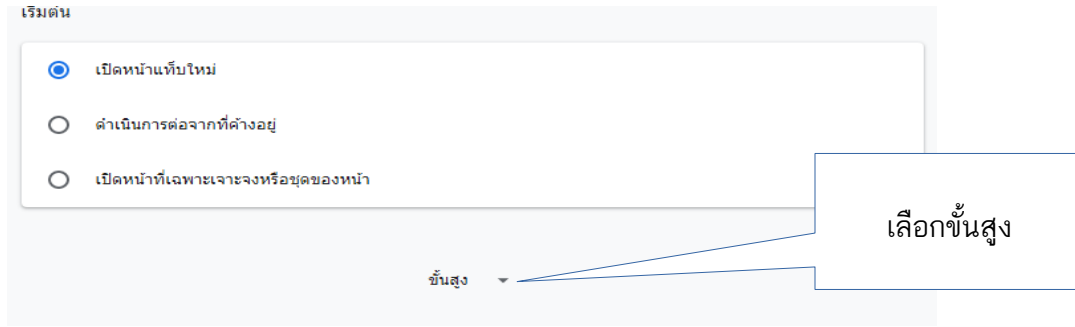 เริ่มต้น
เปิดหน้าแท็บใหม่
ดำเนินการต่อจากที่ค้างอยู่
เปิดหน้าที่เฉพาะเจาะจงหรือชุดของหน้า
เลือกขั้นสูง
ขั้นสูง